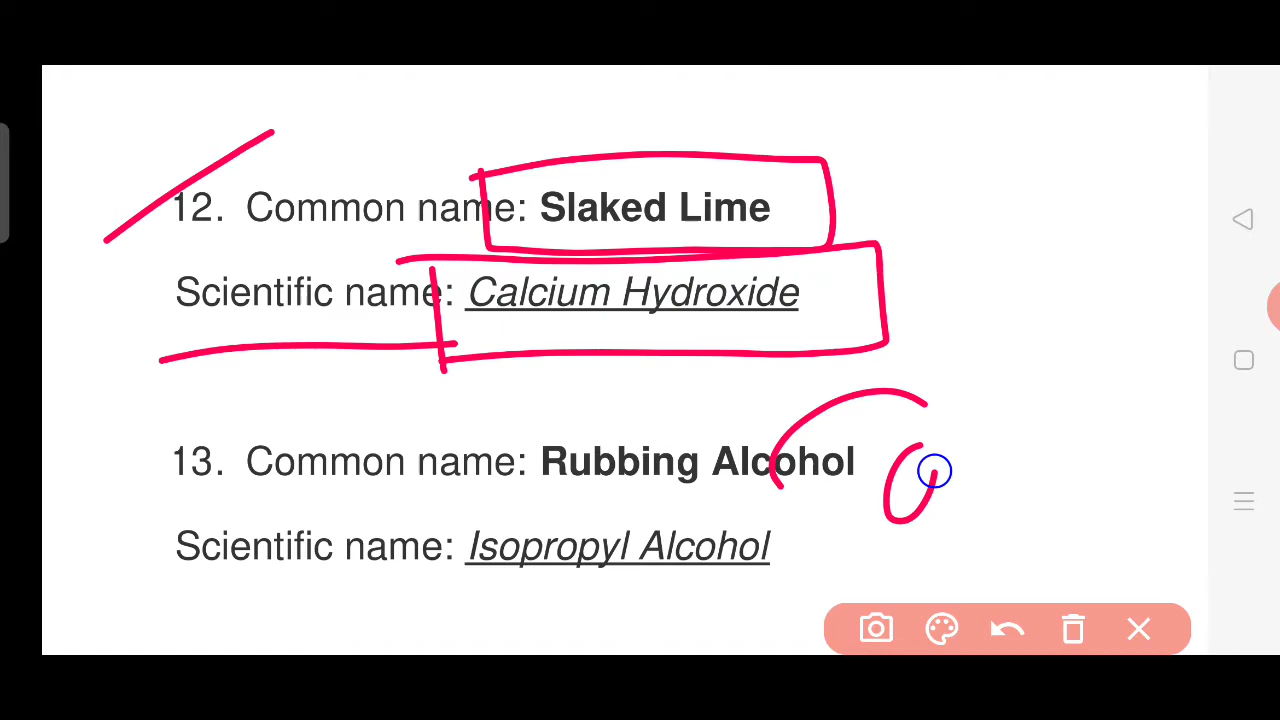 12. Common name: Slaked Lime
Scientific name: Calcium Hydroxide
13. Common name: Rubbing Alcohol
Scientific name: Isopropyl Alcohol